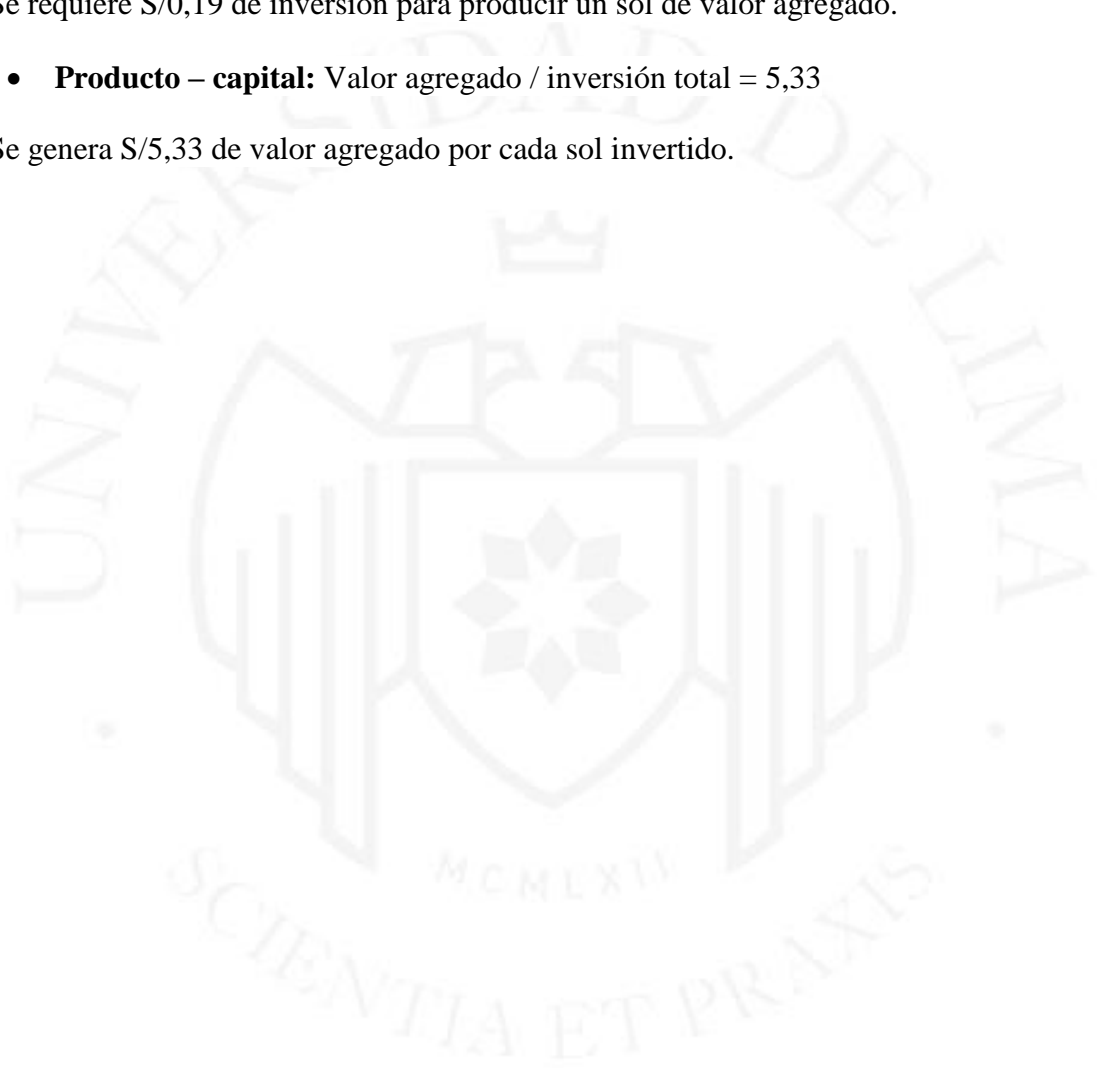 Se requiere S/0,19 de inversión para producir un sol de valor agregado.
• Producto – capital: Valor agregado / inversión total = 5,33
Se genera S/5,33 de valor agregado por cada sol invertido.
UNIVERSIDAD DE LIMA
MCMLXII
SCIENTIA ET PRAXIS